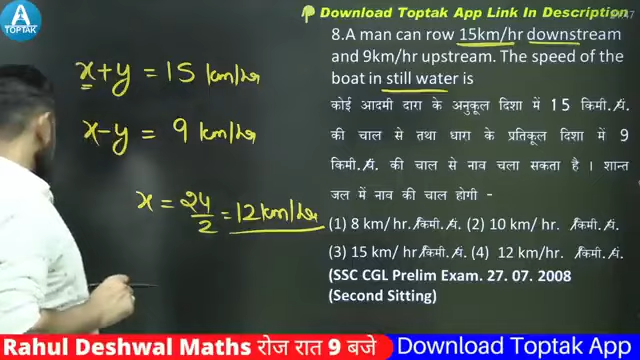 Download Toptak App Link In Description
A
TOPTAK
x+y = 15 km/hr
x-y = 9 km/hr
x = 24/2 = 12 km/hr
8.A man can row 15km/hr downstream
and 9km/hr upstream. The speed of the
boat in still water is
कोई आदमी दारा के अनुकूल दिशा में 15 किमी.घं.
की चाल से तथा धारा के प्रतिकूल दिशा में 9
किमी.घं. की चाल से नाव चला सकता है । शान्त
जल में नाव की चाल होगी -
(1) 8 km/ hr. किमी.घं. (2) 10 km/ hr. किमी.घं.
(3) 15 km/ hr किमी.घं. (4) 12 km/hr. किमी.घं.
(SSC CGL Prelim Exam. 27. 07. 2008
(Second Sitting)
Rahul Deshwal Maths रोज रात 9 बजे
Download Toptak App